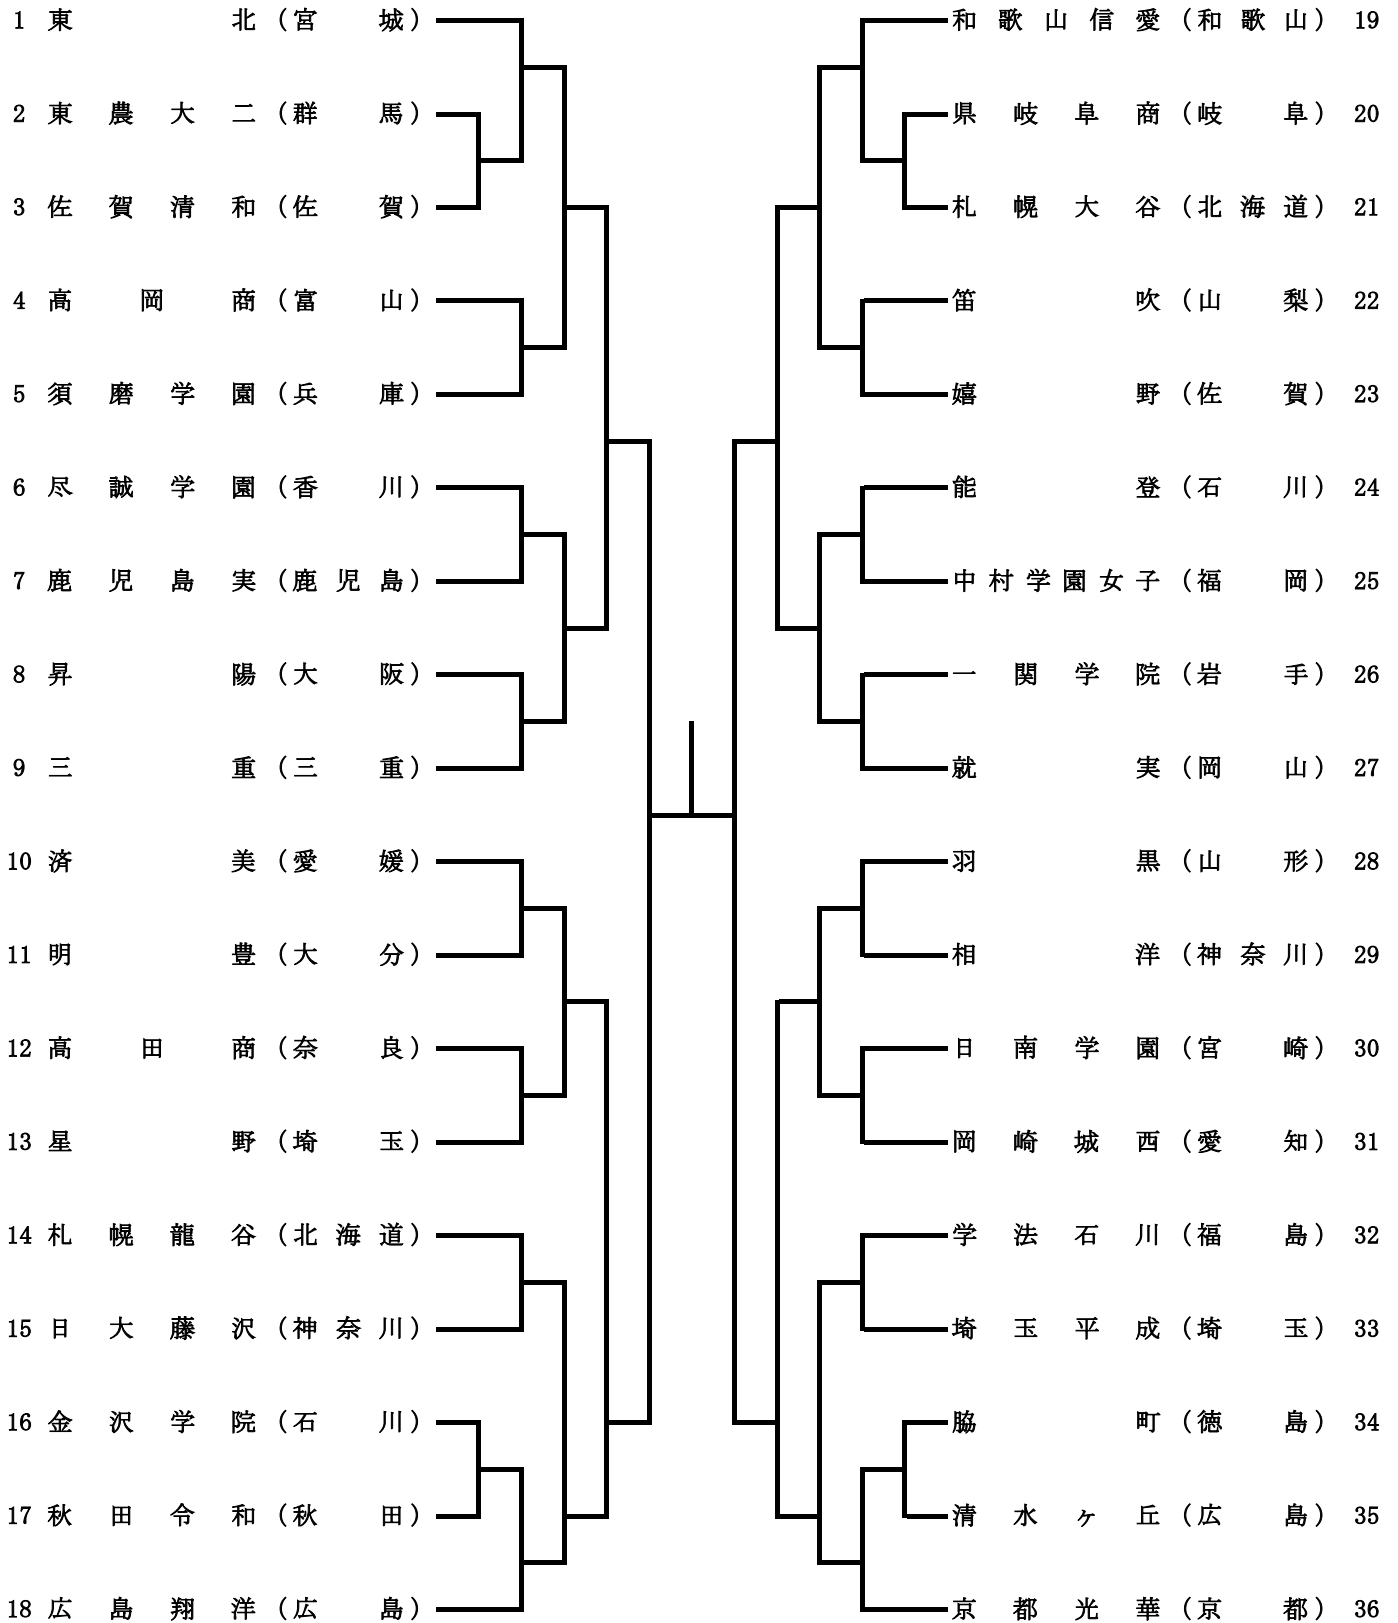 1 東北（宮城）
2 東農大二（群馬）
3 佐賀清和（佐賀）
4 高岡商（富山）
5 須磨学園（兵庫）
6 尽誠学園（香川）
7 鹿児島実（鹿児島）
8 昇陽（大阪）
9 三重（三重）
10 済美（愛媛）
11 明豊（大分）
12 高田商（奈良）
13 星野（埼玉）
14 札幌龍谷（北海道）
15 日大藤沢（神奈川）
16 金沢学院（石川）
17 秋田令和（秋田）
18 広島翔洋（広島）
和歌山信愛（和歌山）19
県岐阜商（岐阜）20
札幌大谷（北海道）21
笛吹（山梨）22
嬉野（佐賀）23
能登（石川）24
中村学園女子（福岡）25
一関学院（岩手）26
就実（岡山）27
羽黒（山形）28
相洋（神奈川）29
日南学園（宮崎）30
岡崎城西（愛知）31
学法石川（福島）32
埼玉平成（埼玉）33
脇町（徳島）34
清水ヶ丘（広島）35
京都光華（京都）36